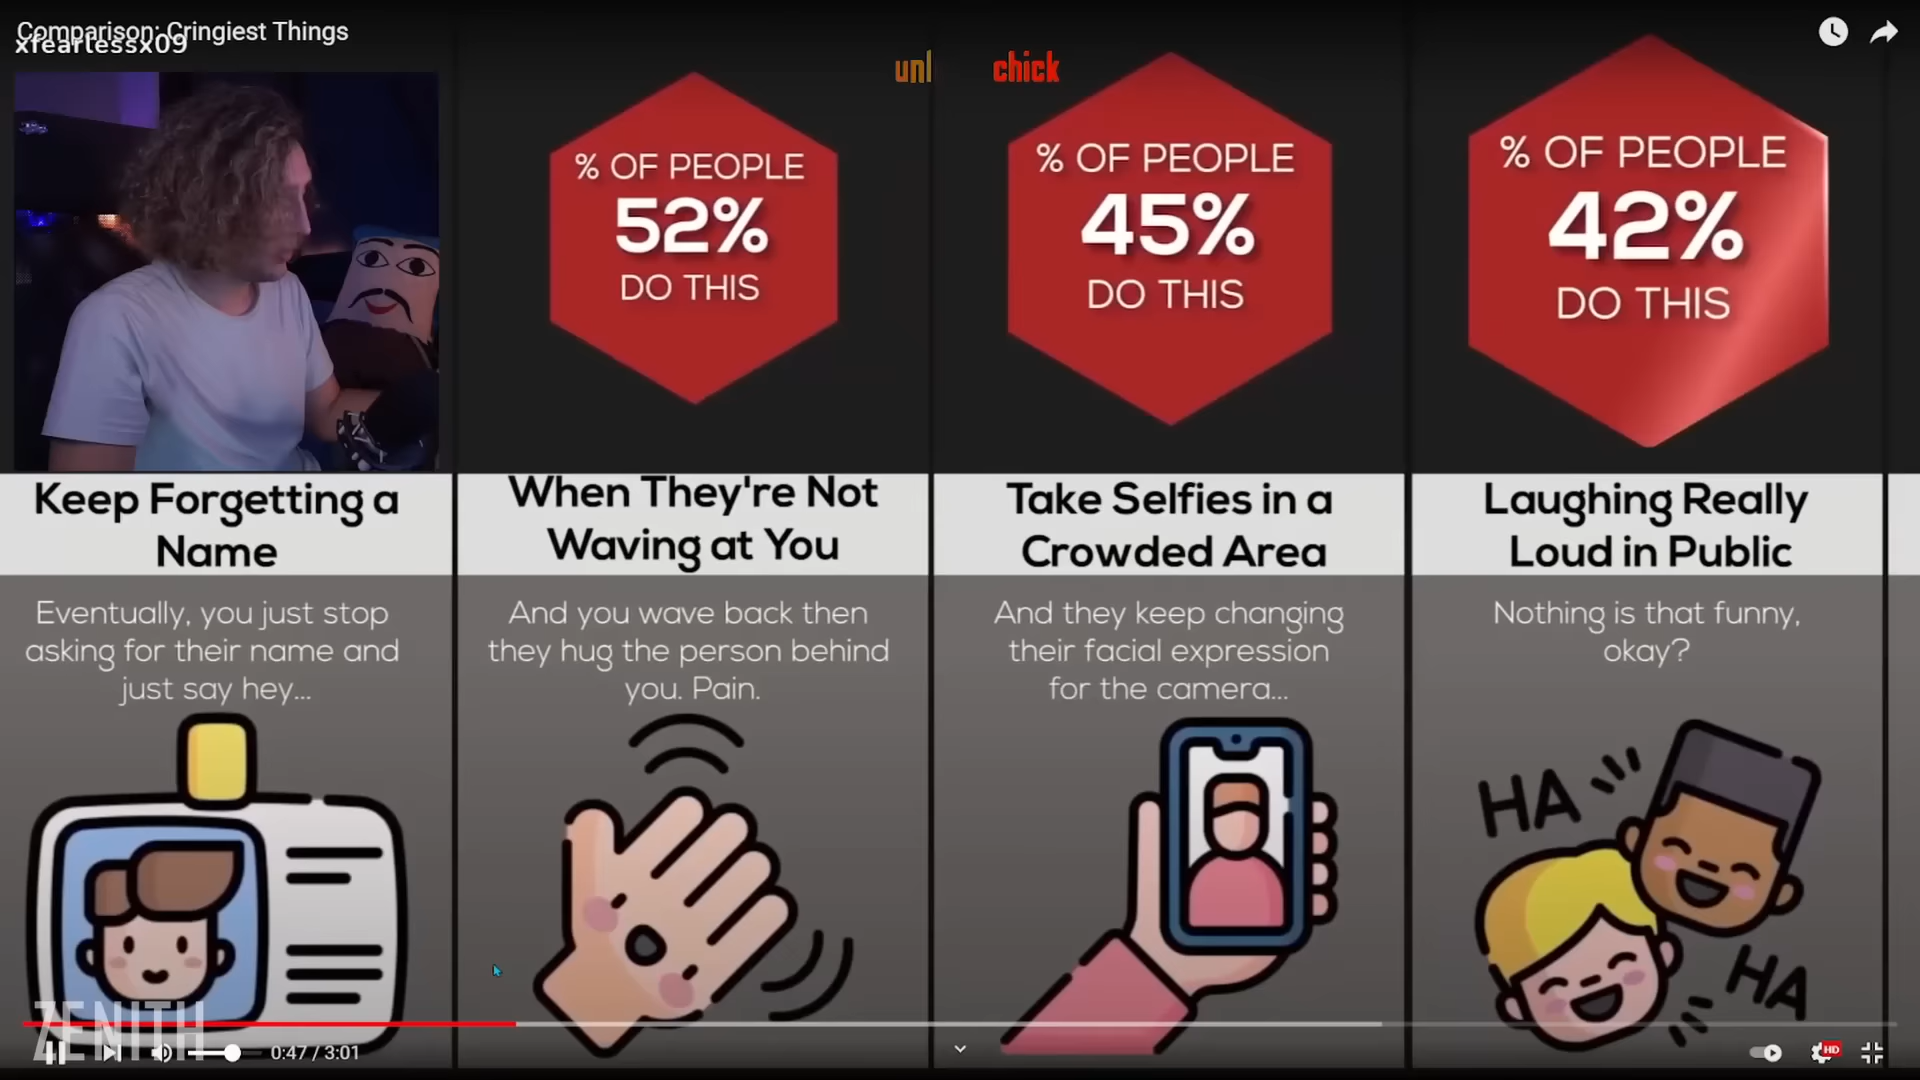 Comparison: Cringiest Things
xfearlessx09
unl chick
% OF PEOPLE
52%
DO THIS
% OF PEOPLE
45%
DO THIS
% OF PEOPLE
42%
DO THIS
Keep Forgetting a
Name
Eventually, you just stop
asking for their name and
just say hey...
When They're Not
Waving at You
And you wave back then
they hug the person behind
you. Pain.
Take Selfies in a
Crowded Area
And they keep changing
their facial expression
for the camera...
Laughing Really
Loud in Public
Nothing is that funny,
okay?
HA
HA
ZENITH
0:47 / 3:01
HD